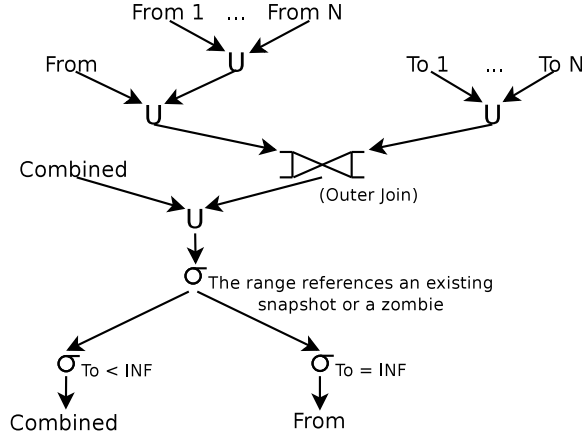 From 1 ... From N
From
U
To 1 ... To N
U
U
(Outer Join)
Combined
U
σ The range references an existing
snapshot or a zombie
σ To < INF
σ To = INF
Combined
From